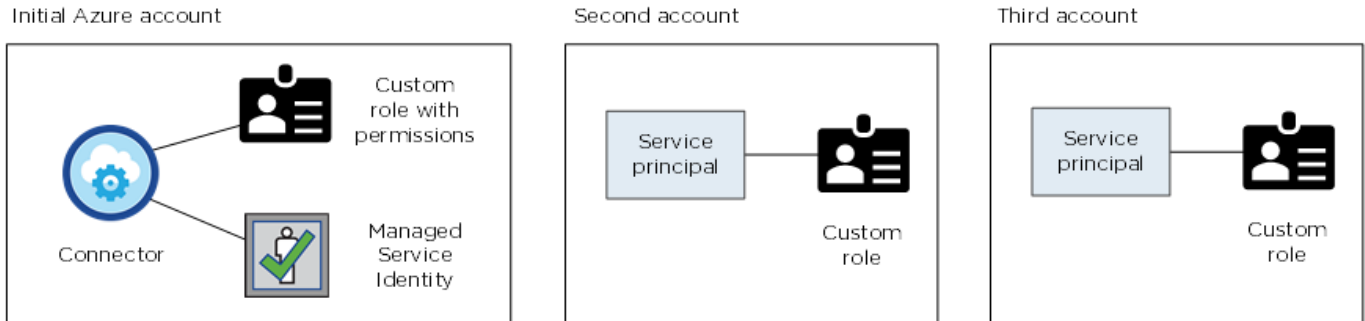 Initial Azure account
Second account
Third account
Custom
role with
permissions
Connector
Managed
Service
Identity
Service
principal
Custom
role
Service
principal
Custom
role